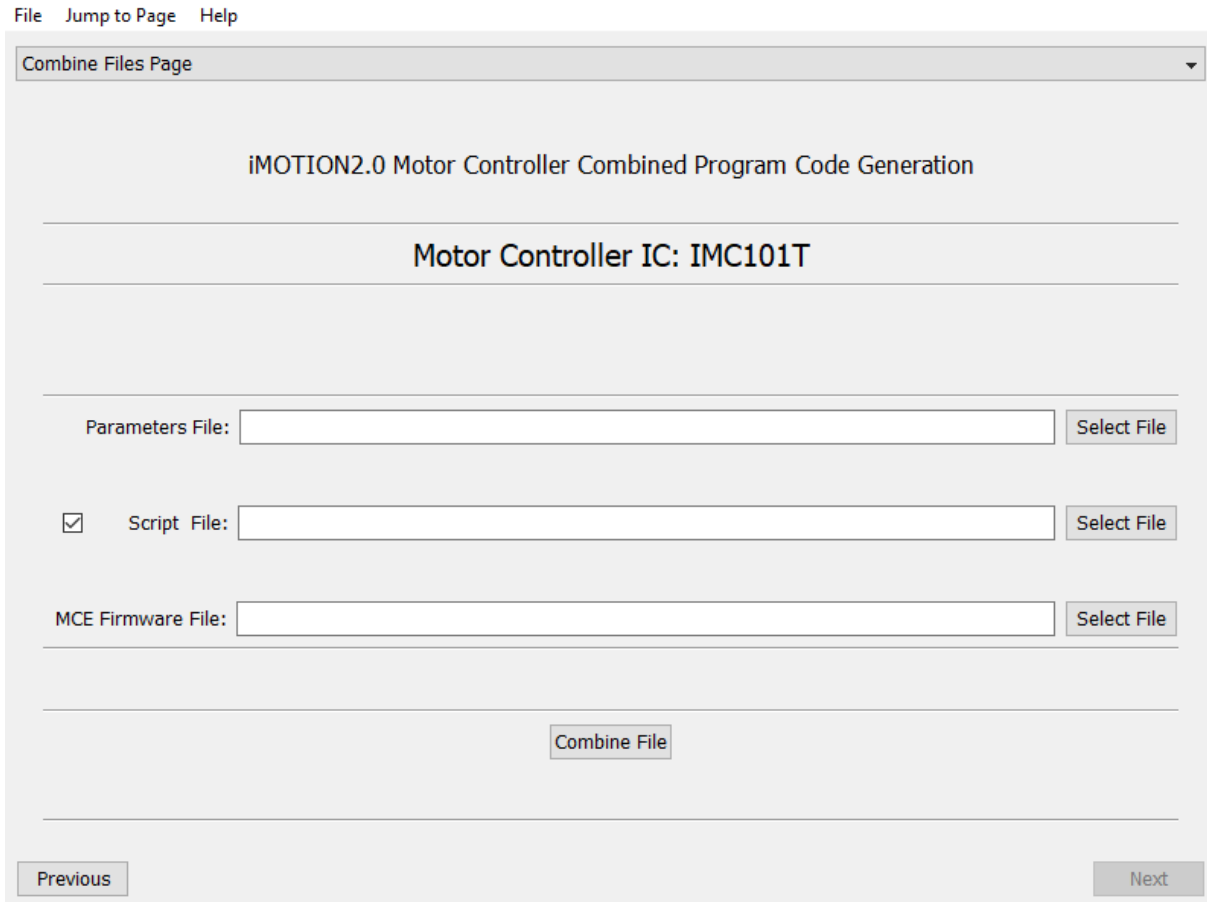 File Jump to Page Help
Combine Files Page
iMOTION2.0 Motor Controller Combined Program Code Generation
Motor Controller IC: IMC101T
Parameters File: Select File
Script File: Select File
MCE Firmware File: Select File
Combine File
Previous Next